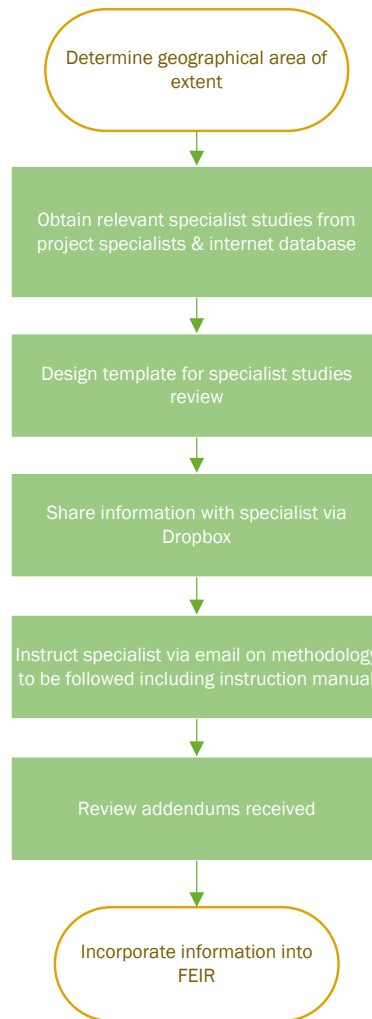 Determine geographical area of
extent
Obtain relevant specialist studies from
project specialists & internet database
Design template for specialist studies
review
Share information with specialist via
Dropbox
Instruct specialist via email on methodology
to be followed including instruction manual
Review addendums received
Incorporate information into
FEIR